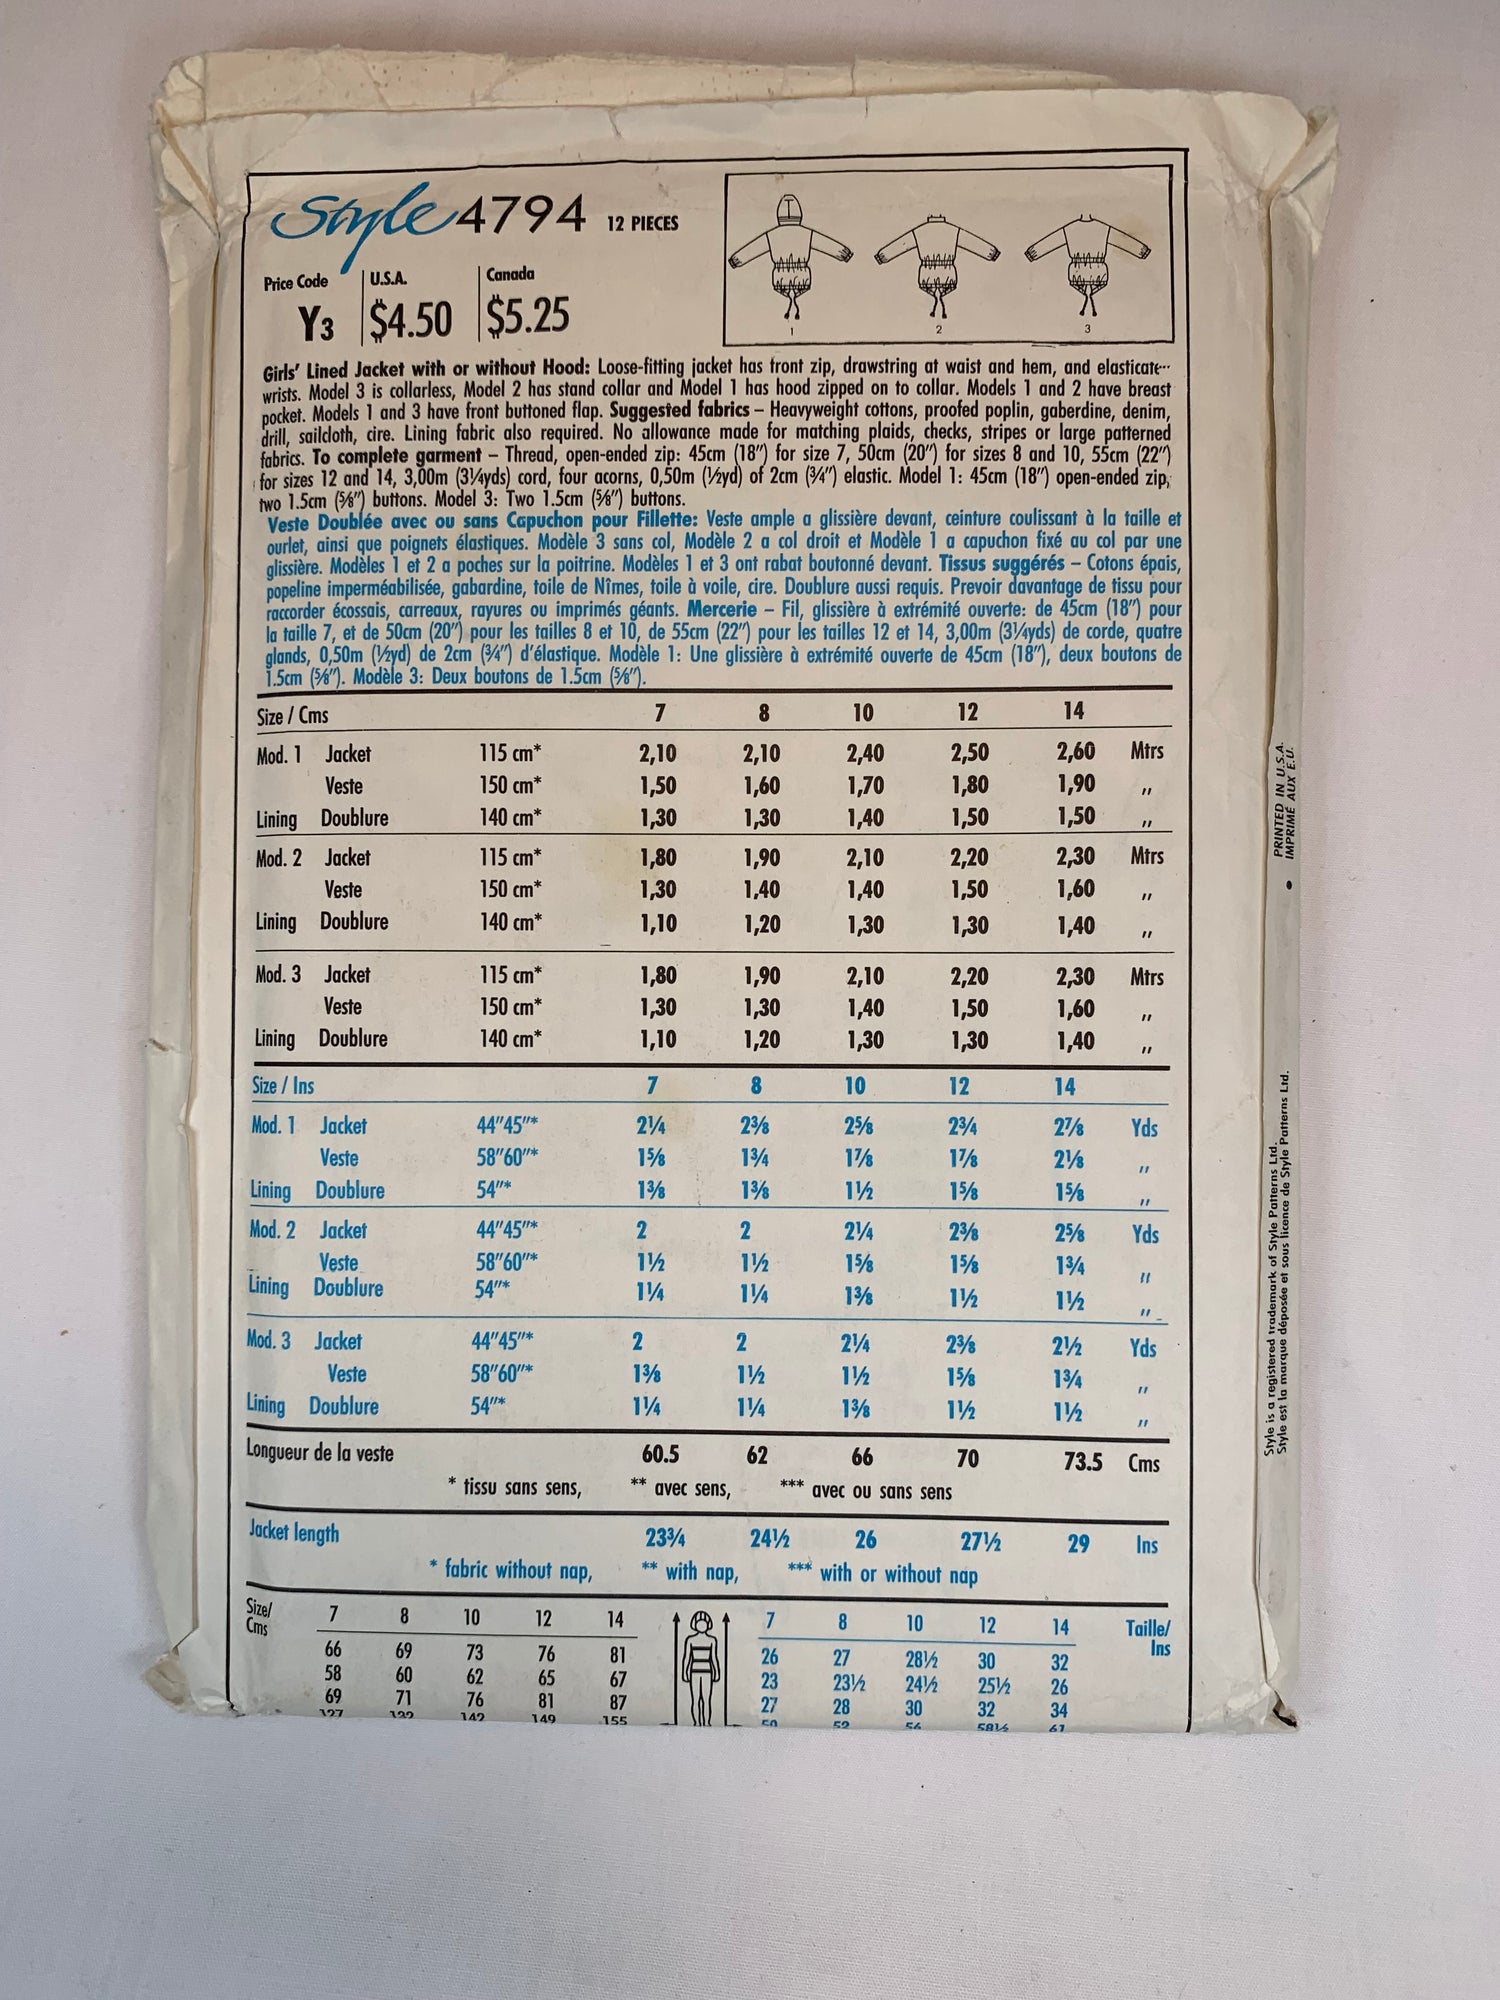 Style 4794 12 PIECES
Price Code U.S.A. Canada
Y3 $4.50 $5.25
1 2 3
Girls' Lined Jacket with or without Hood: Loose-fitting jacket has front zip, drawstring at waist and hem, and elasticate
wrists. Model 3 is collarless, Model 2 has stand collar and Model 1 has hood zipped on to collar. Models 1 and 2 have breast
pocket. Models 1 and 3 have front buttoned flap. Suggested fabrics – Heavyweight cottons, proofed poplin, gaberdine, denim,
drill, sailcloth, cire. Lining fabric also required. No allowance made for matching plaids, checks, stripes or large patterned
fabrics. To complete garment – Thread, open-ended zip: 45cm (18") for size 7, 50cm (20") for sizes 8 and 10, 55cm (22")
for sizes 12 and 14, 3,00m (3¼yds) cord, four acorns, 0,50m (½yd) of 2cm (¾") elastic. Model 1: 45cm (18") open-ended zip,
two 1.5cm (⅝") buttons. Model 3: Two 1.5cm (⅝") buttons.
Veste Doublée avec ou sans Capuchon pour Fillette: Veste ample a glissière devant, ceinture coulissant à la taille et
ourlet, ainsi que poignets élastiques. Modèle 3 sans col, Modèle 2 a col droit et Modèle 1 a capuchon fixé au col par une
glissière. Modèles 1 et 2 a poches sur la poitrine. Modèles 1 et 3 ont rabat boutonné devant. Tissus suggérés – Cotons épais,
popeline imperméabilisée, gabardine, toile de Nîmes, toile à voile, cire. Doublure aussi requis. Prevoir davantage de tissu pour
raccorder écossais, carreaux, rayures ou imprimés géants. Mercerie – Fil, glissière à extrémité ouverte: de 45cm (18") pour
la taille 7, et de 50cm (20") pour les tailles 8 et 10, de 55cm (22") pour les tailles 12 et 14, 3,00m (3¼yds) de corde, quatre
glands, 0,50m (½yd) de 2cm (¾") d'élastique. Modèle 1: Une glissière à extrémité ouverte de 45cm (18"), deux boutons de
1.5cm (⅝"). Modèle 3: Deux boutons de 1.5cm (⅝").
Size / Cms 7 8 10 12 14
Mod. 1 Jacket 115 cm* 2,10 2,10 2,40 2,50 2,60 Mtrs
Veste 150 cm* 1,50 1,60 1,70 1,80 1,90 "
Lining Doublure 140 cm* 1,30 1,30 1,40 1,50 1,50 "
Mod. 2 Jacket 115 cm* 1,80 1,90 2,10 2,20 2,30 Mtrs
Veste 150 cm* 1,30 1,40 1,40 1,50 1,60 "
Lining Doublure 140 cm* 1,10 1,20 1,30 1,30 1,40 "
Mod. 3 Jacket 115 cm* 1,80 1,90 2,10 2,20 2,30 Mtrs
Veste 150 cm* 1,30 1,30 1,40 1,50 1,60 "
Lining Doublure 140 cm* 1,10 1,20 1,30 1,30 1,40 "
Size / Ins 7 8 10 12 14
Mod. 1 Jacket 44"45"* 2¼ 2⅜ 2⅝ 2¾ 2⅞ Yds
Veste 58"60"* 1⅝ 1¾ 1⅞ 1⅞ 2⅛ "
Lining Doublure 54"* 1⅜ 1⅜ 1½ 1⅝ 1⅝ "
Mod. 2 Jacket 44"45"* 2 2 2¼ 2⅜ 2⅝ Yds
Veste 58"60"* 1½ 1½ 1⅝ 1⅝ 1¾ "
Lining Doublure 54"* 1¼ 1¼ 1⅜ 1½ 1½ "
Mod. 3 Jacket 44"45"* 2 2 2¼ 2⅜ 2½ Yds
Veste 58"60"* 1⅜ 1½ 1½ 1⅝ 1¾ "
Lining Doublure 54"* 1¼ 1¼ 1⅜ 1½ 1½ "
Longueur de la veste 60.5 62 66 70 73.5 Cms
* tissu sans sens, ** avec sens, *** avec ou sans sens
Jacket length 23¾ 24½ 26 27½ 29 Ins
* fabric without nap, ** with nap, *** with or without nap
Size/ Cms 7 8 10 12 14 7 8 10 12 14 Taille/ Ins
66 69 73 76 81 26 27 28½ 30 32
58 60 62 65 67 23 23½ 24½ 25½ 26
69 71 76 81 87 27 28 30 32 34
127 132 142 149 155 50 52 56 58½ 61
Style is a registered trademark of Style Patterns Ltd. • PRINTED IN U.S.A.
Style est la marque déposée et sous licence de Style Patterns Ltd. IMPRIMÉ AUX E.U.